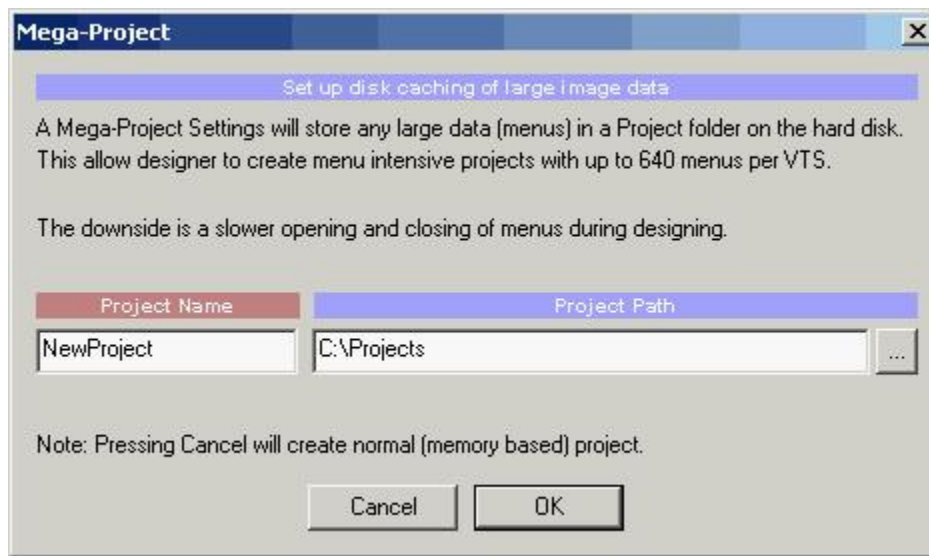 Mega-Project
Set up disk caching of large image data
A Mega-Project Settings will store any large data (menus) in a Project folder on the hard disk.
This allow designer to create menu intensive projects with up to 640 menus per VTS.
The downside is a slower opening and closing of menus during designing.
Project Name
Project Path
NewProject
C:\Projects
...
Note: Pressing Cancel will create normal (memory based) project.
Cancel
OK